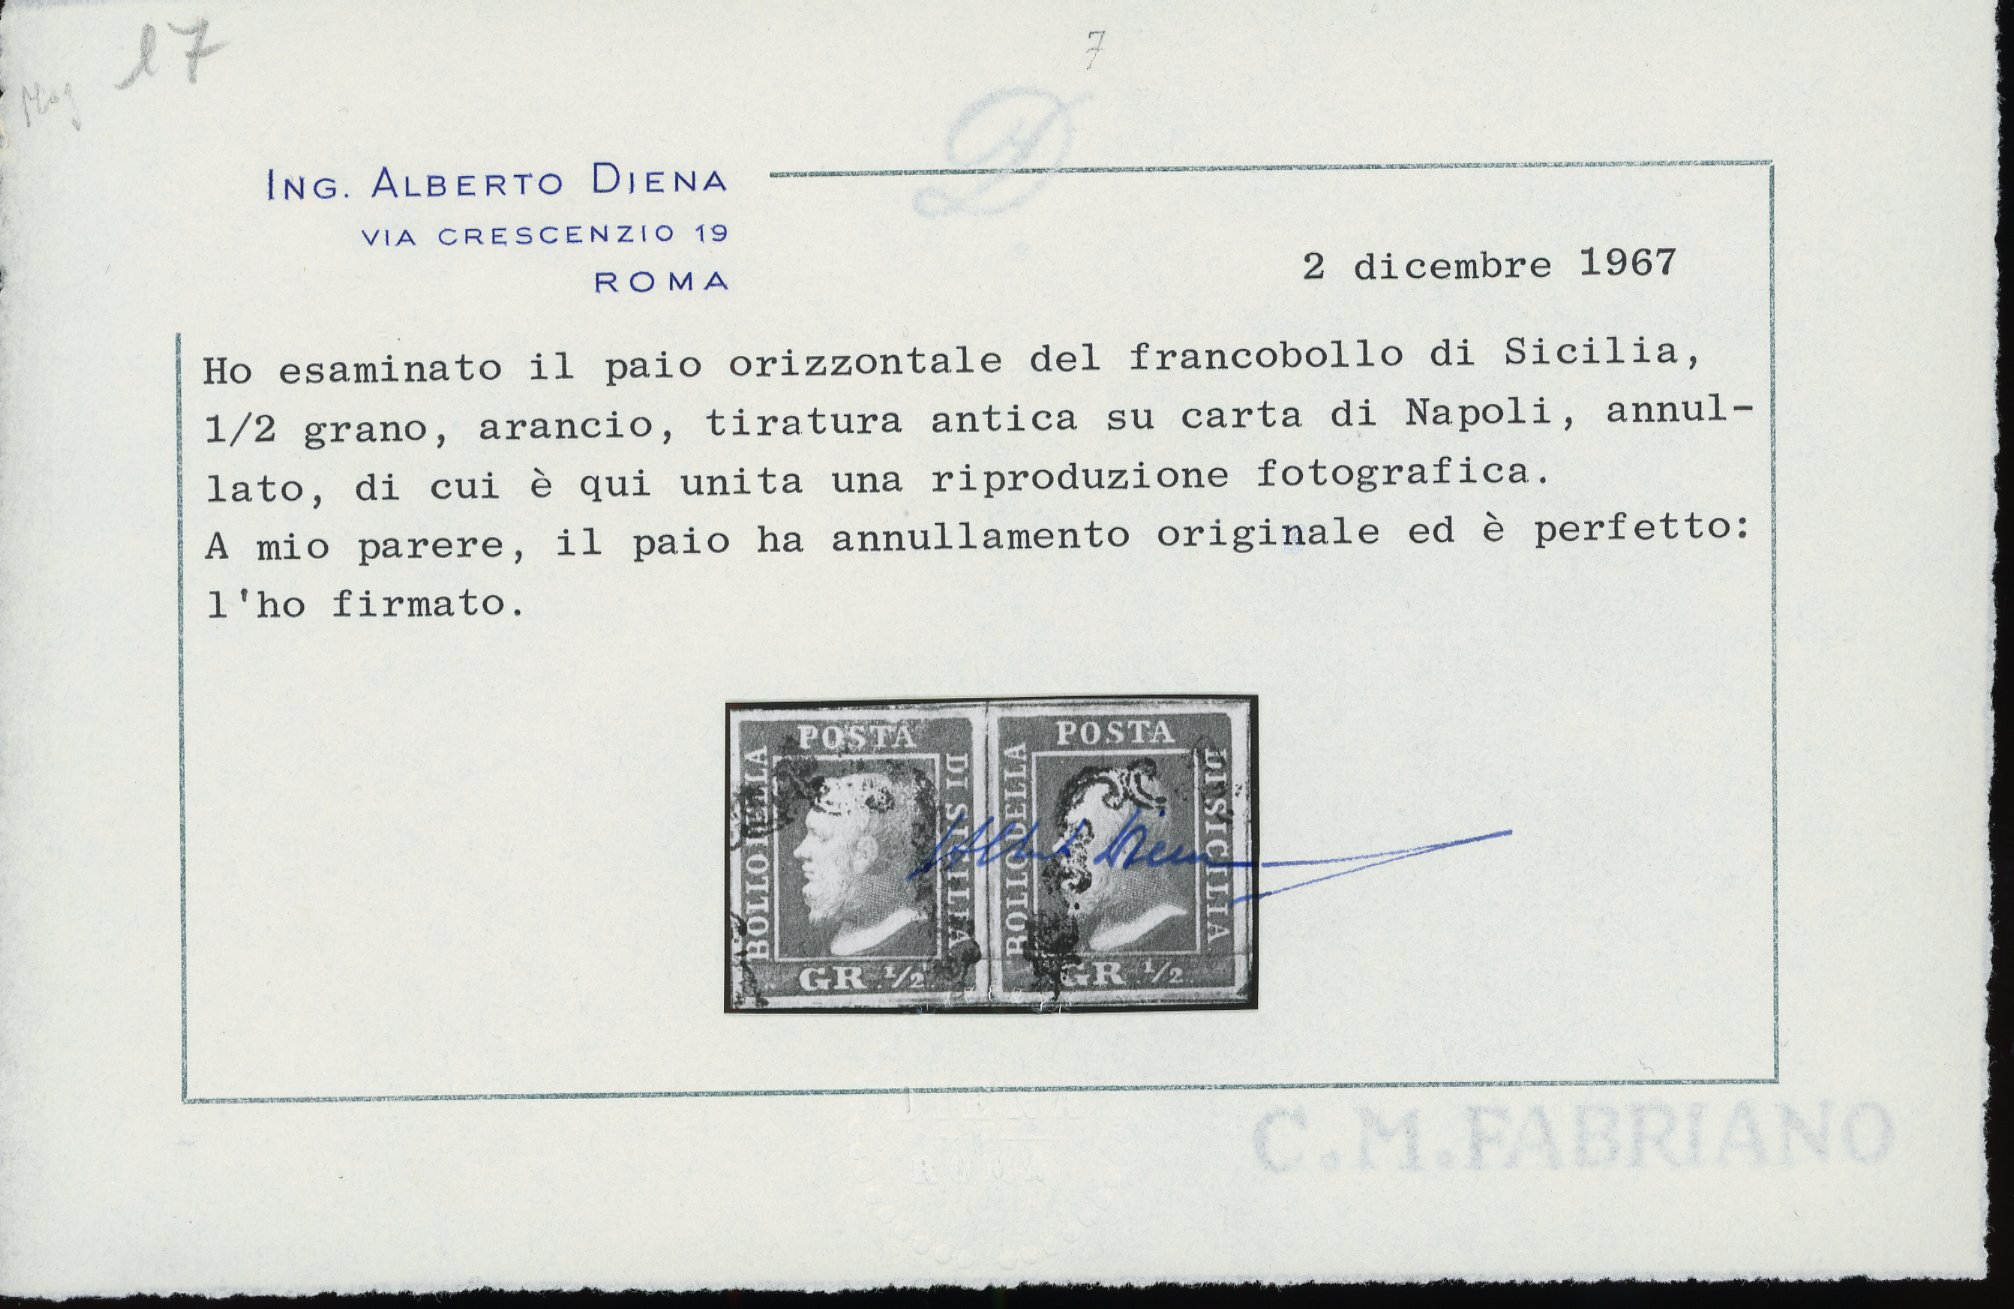 17
7
ING. ALBERTO DIENA
VIA CRESCENZIO 19
ROMA
2 dicembre 1967
Ho esaminato il paio orizzontale del francobollo di Sicilia,
1/2 grano, arancio, tiratura antica su carta di Napoli, annul-
lato, di cui è qui unita una riproduzione fotografica.
A mio parere, il paio ha annullamento originale ed è perfetto:
l'ho firmato.
POSTA
BOLLO DELLA
DI SICILIA
GR. 1/2.
POSTA
BOLLO DELLA
DI SICILIA
GR. 1/2.
Alberto Diena
C.M.FABRIANO